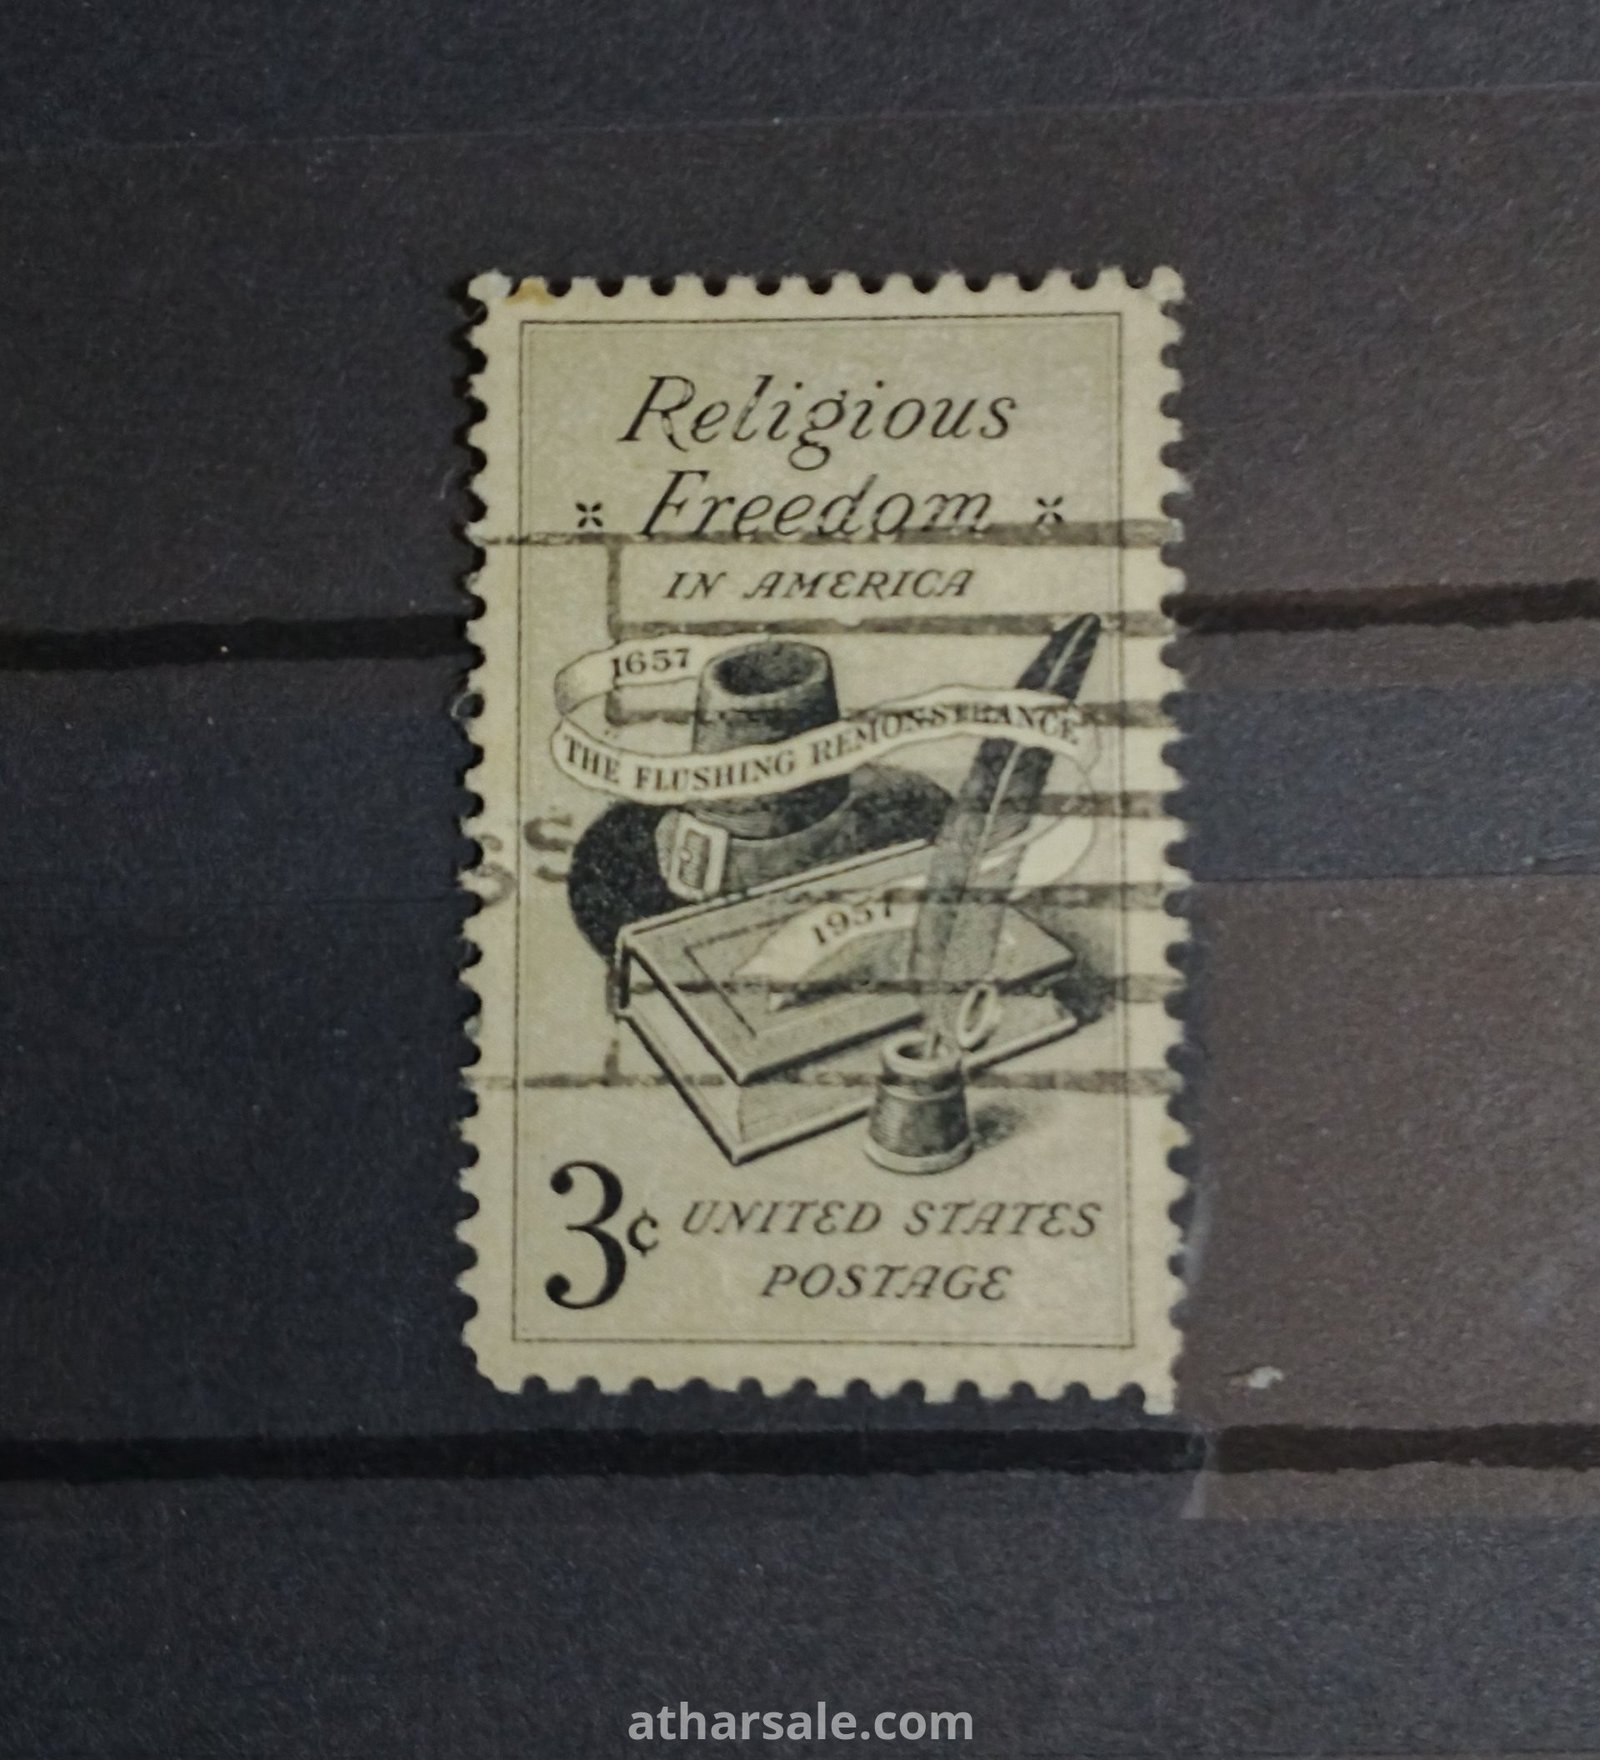 Religious
Freedom
IN AMERICA
1657
THE FLUSHING REMONSTRANCE
1957
3¢ UNITED STATES
POSTAGE
atharsale.com